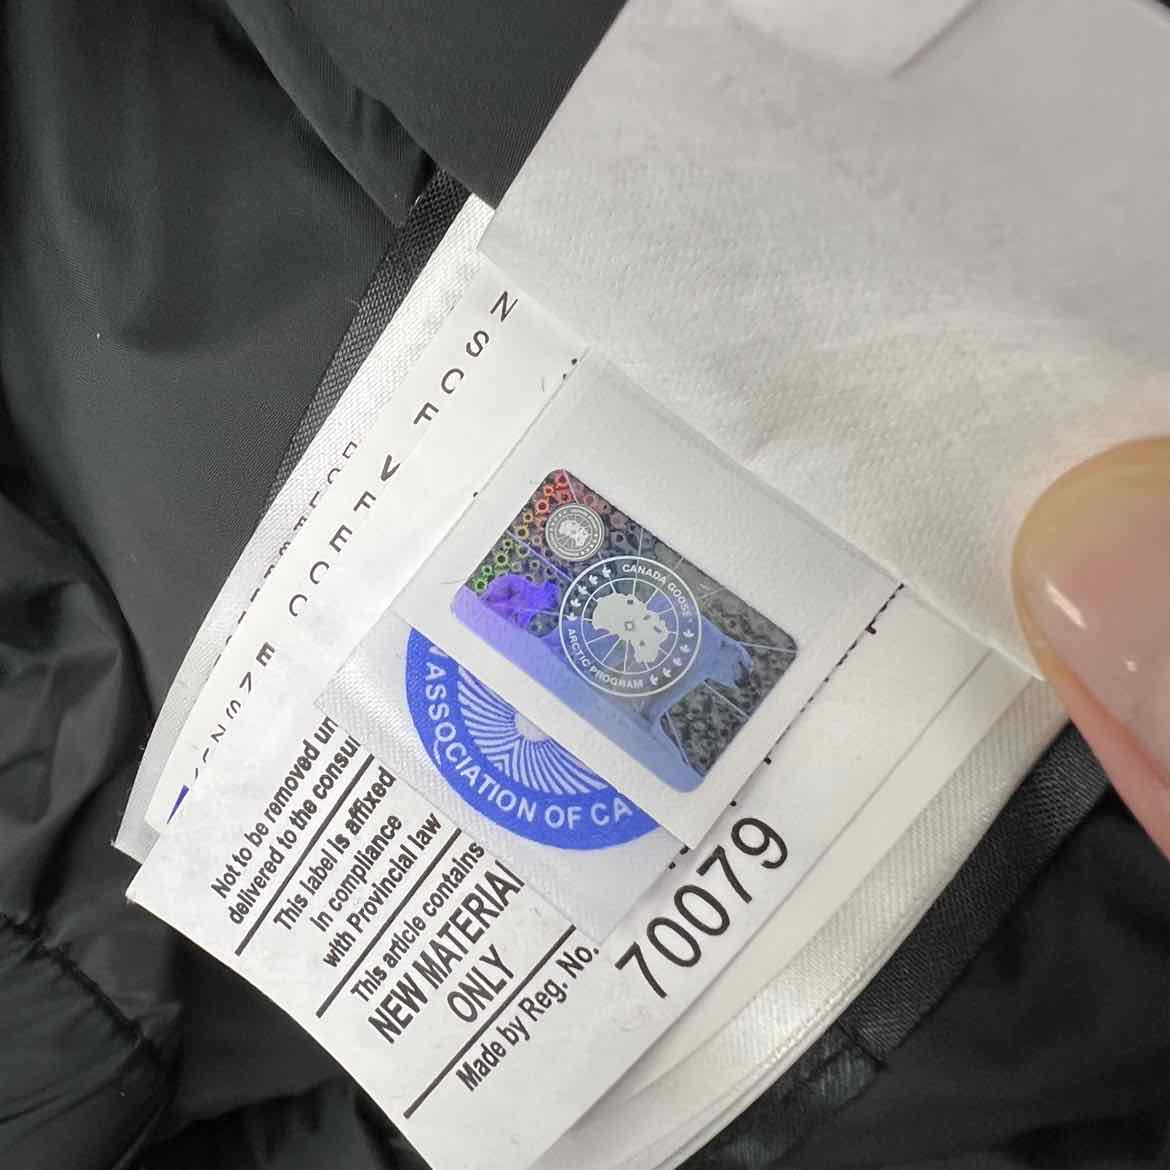 CANADA GOOSE
ARCTIC PROGRAM
ASSOCIATION OF CA
Not to be removed un
delivered to the consu
This label is affixed
in compliance
with Provincial law
This article contains
NEW MATERIAL
ONLY
Made by Reg. No.
70079